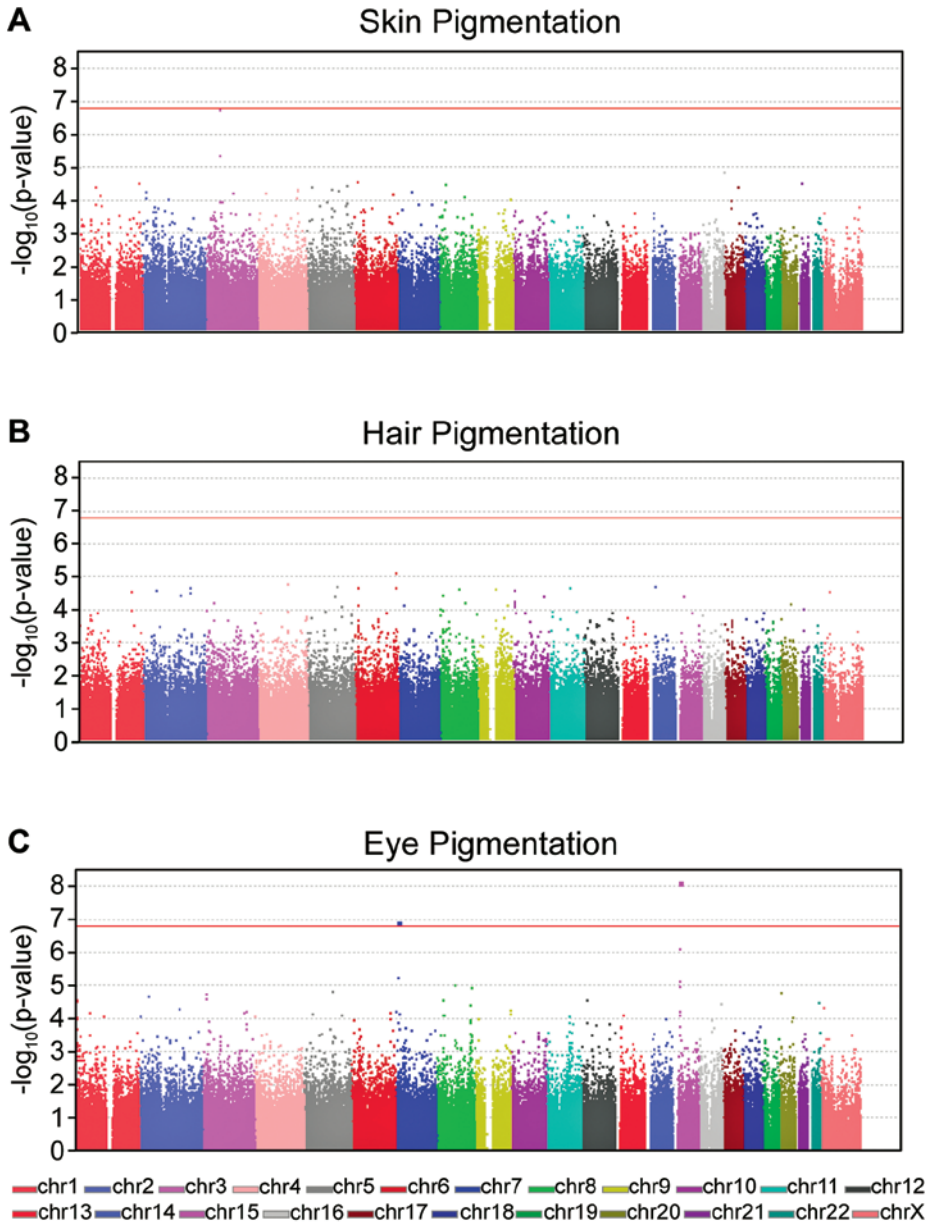 A
Skin Pigmentation
-log10(p-value)
8
7
6
5
4
3
2
1
0
B
Hair Pigmentation
-log10(p-value)
8
7
6
5
4
3
2
1
0
C
Eye Pigmentation
-log10(p-value)
8
7
6
5
4
3
2
1
0
chr1 chr2 chr3 chr4 chr5 chr6 chr7 chr8 chr9 chr10 chr11 chr12
chr13 chr14 chr15 chr16 chr17 chr18 chr19 chr20 chr21 chr22 chrX